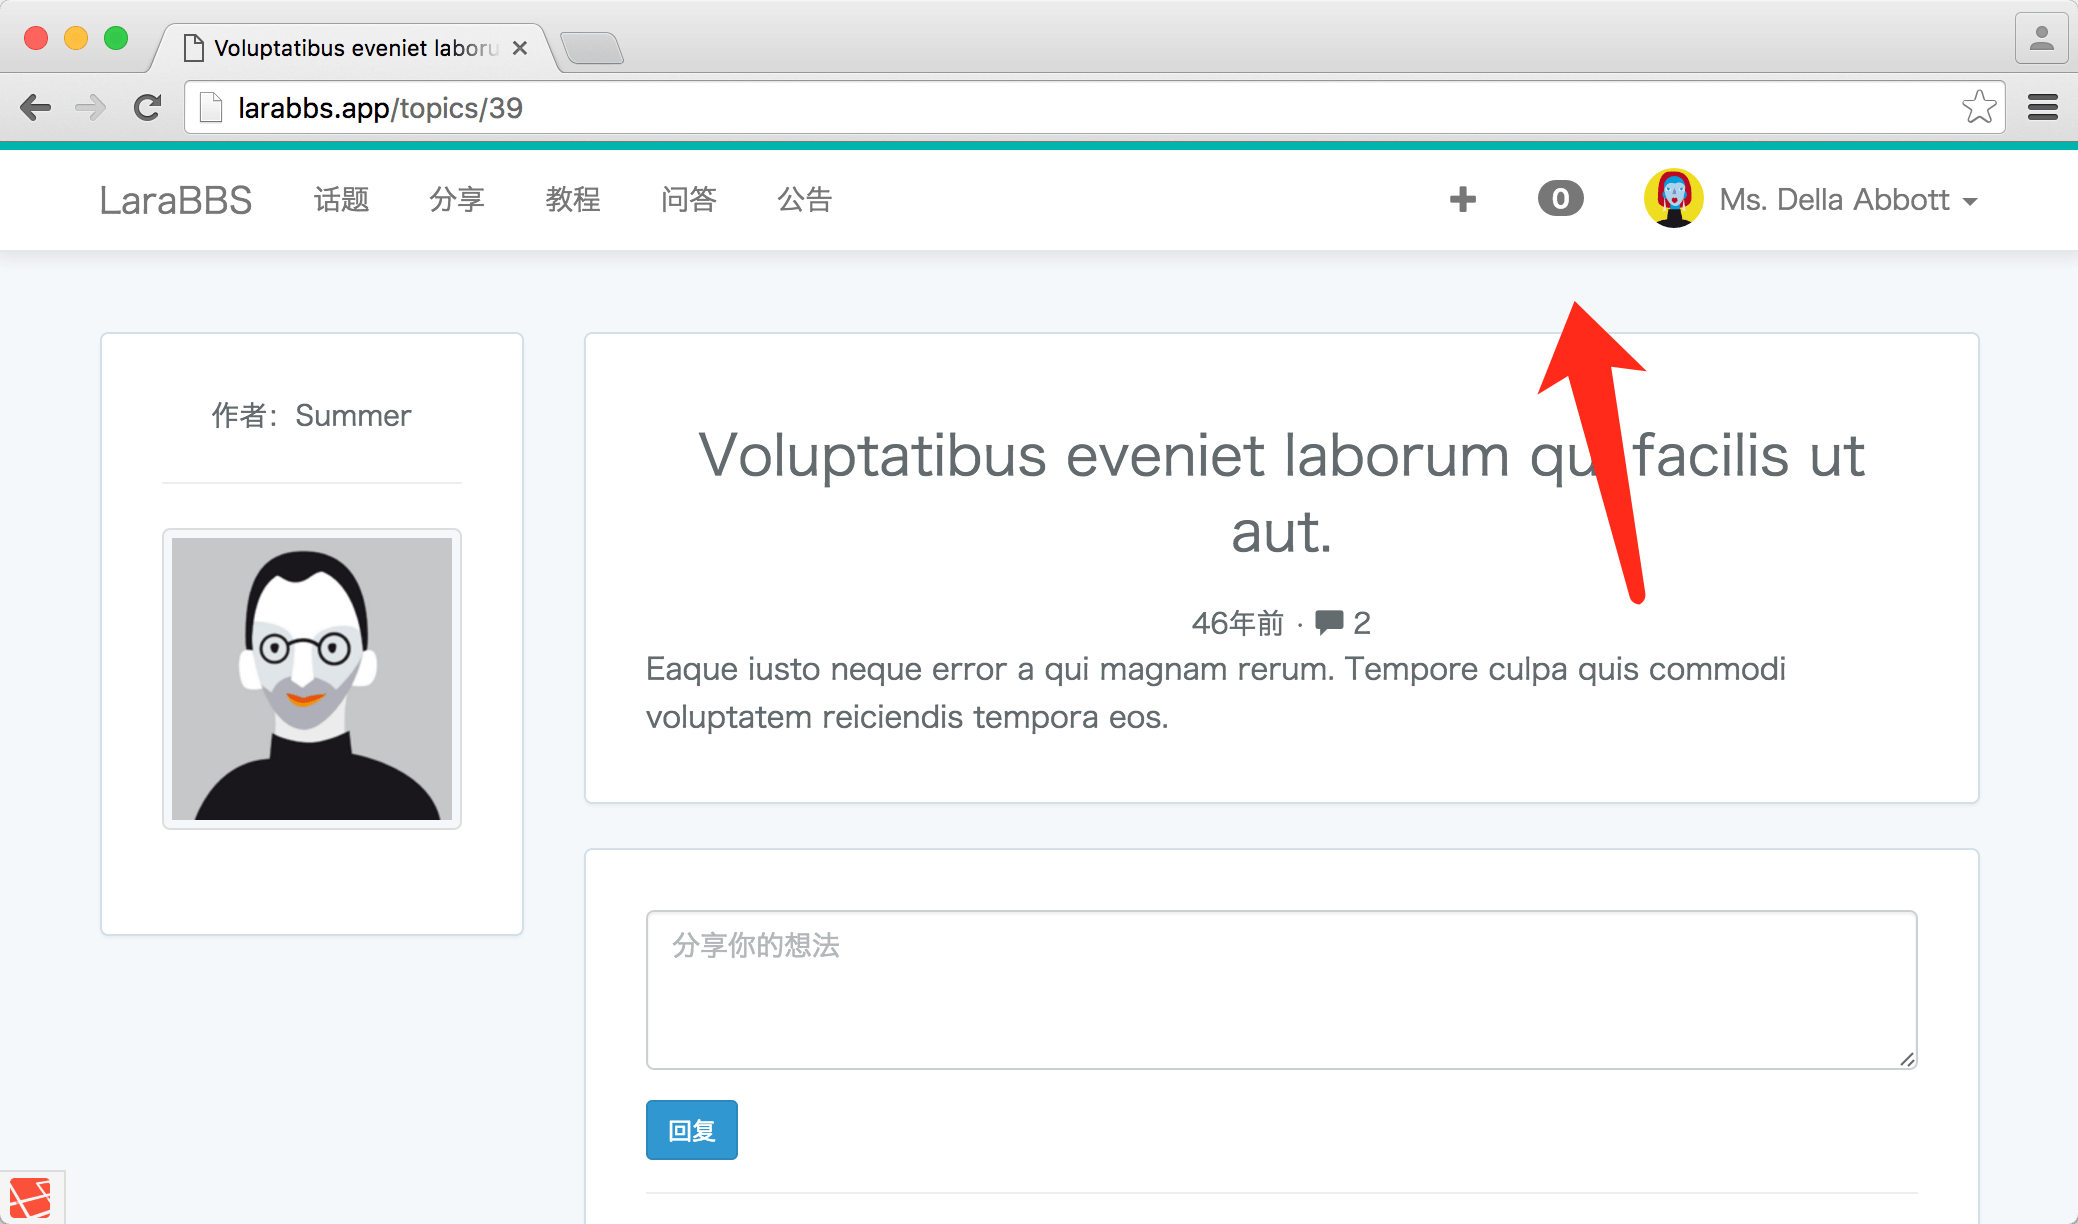 Voluptatibus eveniet laboru
larabbs.app/topics/39
LaraBBS 话题 分享 教程 问答 公告 0 Ms. Della Abbott
作者：Summer
Voluptatibus eveniet laborum qu facilis ut
aut.
46年前 · 2
Eaque iusto neque error a qui magnam rerum. Tempore culpa quis commodi
voluptatem reiciendis tempora eos.
分享你的想法
回复